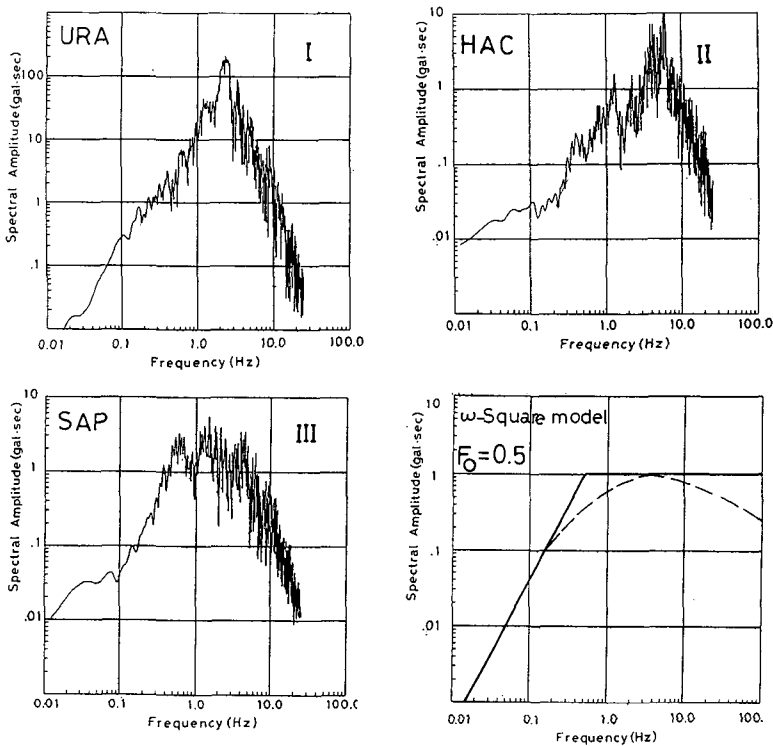 URA
I
Spectral Amplitude (gal·sec)
100
10
1
.1
0.01 0.1 1.0 10.0 100.0
Frequency (Hz)
HAC
II
Spectral Amplitude (gal·sec)
10
1
.1
.01
0.01 0.1 1.0 10.0 100.0
Frequency (Hz)
SAP
III
Spectral Amplitude (gal·sec)
10
1
.1
.01
0.01 0.1 1.0 10.0 100.0
Frequency (Hz)
ω-Square model
F0=0.5
Spectral Amplitude (gal·sec)
10
1
.1
.01
0.01 0.1 1.0 10.0 100.
Frequency (Hz)